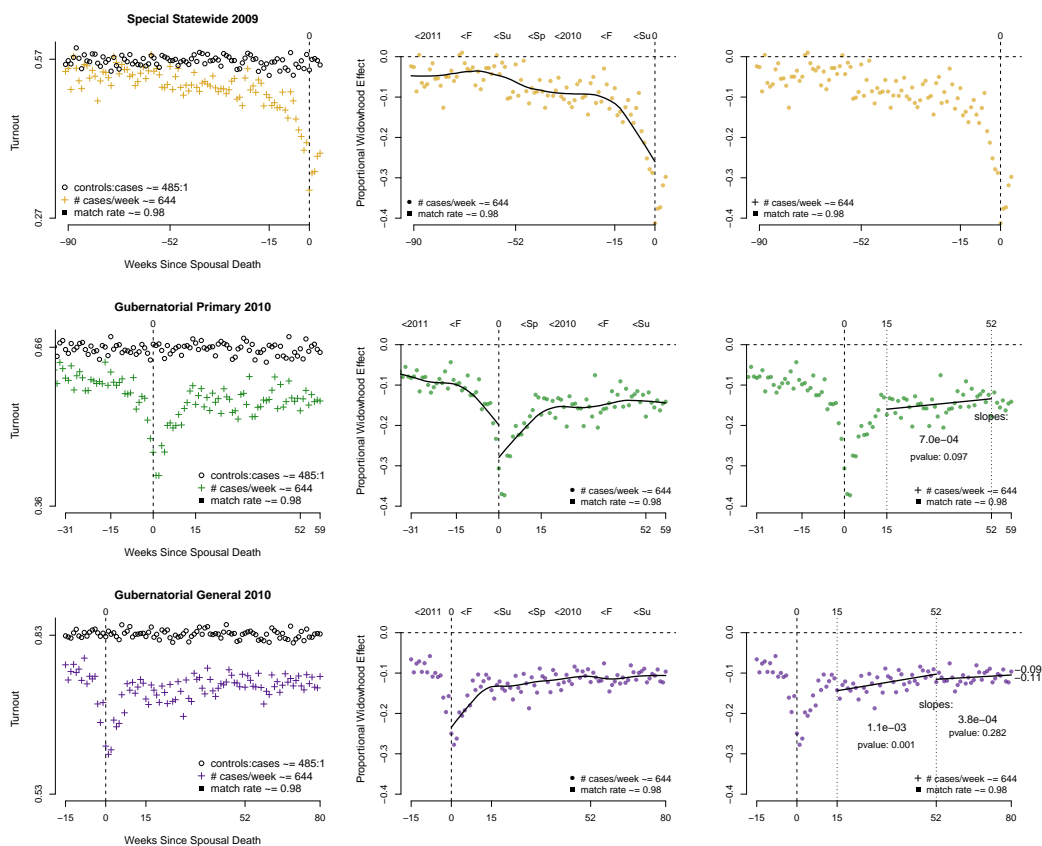 Special Statewide 2009
0
0.57
0.27
Turnout
controls:cases ~= 485:1
# cases/week ~= 644
match rate ~= 0.98
−90
−52
−15
0
Weeks Since Spousal Death
<2011 <F <Su <Sp <2010 <F <Su 0
Proportional Widowhood Effect
0.0
−0.1
−0.2
−0.3
−0.4
# cases/week ~= 644
match rate ~= 0.98
−90
−52
−15
0
0
0.0
−0.1
−0.2
−0.3
−0.4
# cases/week ~= 644
match rate ~= 0.98
−90
−52
−15
0
Gubernatorial Primary 2010
0
0.66
0.36
Turnout
controls:cases ~= 485:1
# cases/week ~= 644
match rate ~= 0.98
−31
−15
0
15
52
59
Weeks Since Spousal Death
<2011 <F 0 <Sp <2010 <F <Su
Proportional Widowhood Effect
0.0
−0.1
−0.2
−0.3
−0.4
# cases/week ~= 644
match rate ~= 0.98
−31
−15
0
15
52
59
0 15 52
0.0
−0.1
−0.2
−0.3
−0.4
slopes:
7.0e−04
pvalue: 0.097
# cases/week ~= 644
match rate ~= 0.98
−31
−15
0
15
52
59
Gubernatorial General 2010
0
0.83
0.53
Turnout
controls:cases ~= 485:1
# cases/week ~= 644
match rate ~= 0.98
−15
0
15
52
80
Weeks Since Spousal Death
<2011 0 <F <Su <Sp <2010 <F <Su
Proportional Widowhood Effect
0.0
−0.1
−0.2
−0.3
−0.4
# cases/week ~= 644
match rate ~= 0.98
−15
0
15
52
80
0 15 52
0.0
−0.1
−0.2
−0.3
−0.4
−0.09
−0.11
slopes:
1.1e−03
pvalue: 0.001
3.8e−04
pvalue: 0.282
# cases/week ~= 644
match rate ~= 0.98
−15
0
15
52
80